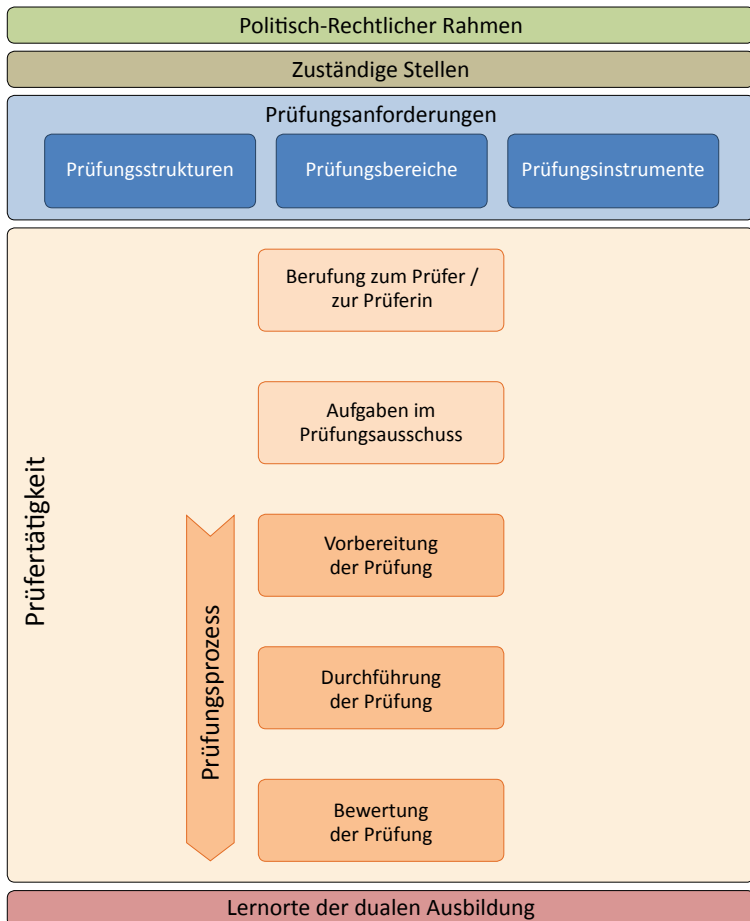 Politisch-Rechtlicher Rahmen
Zuständige Stellen
Prüfungsanforderungen
Prüfungsstrukturen
Prüfungsbereiche
Prüfungsinstrumente
Prüfertätigkeit
Berufung zum Prüfer /
zur Prüferin
Aufgaben im
Prüfungsausschuss
Prüfungsprozess
Vorbereitung
der Prüfung
Durchführung
der Prüfung
Bewertung
der Prüfung
Lernorte der dualen Ausbildung